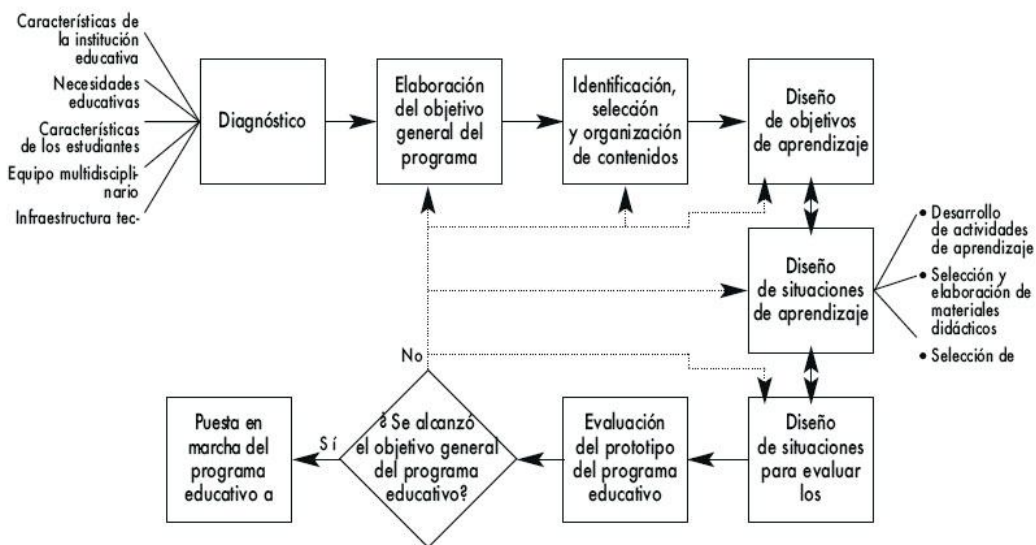 Características de
la institución
educativa
Necesidades
educativas
Características
de los estudiantes
Equipo multidiscipli-
nario
Infraestructura tec-
Diagnóstico
Elaboración
del objetivo
general del
programa
Identificación,
selección
y organización
de contenidos
Diseño
de objetivos
de aprendizaje
Diseño
de situaciones
de aprendizaje
• Desarrollo
de actividades
de aprendizaje
• Selección y
elaboración de
materiales
didácticos
• Selección de
Diseño
de situaciones
para evaluar
los
Evaluación
del prototipo
del programa
educativo
¿Se alcanzó
el objetivo general
del programa
educativo?
No
Sí
Puesta en
marcha del
programa
educativo a